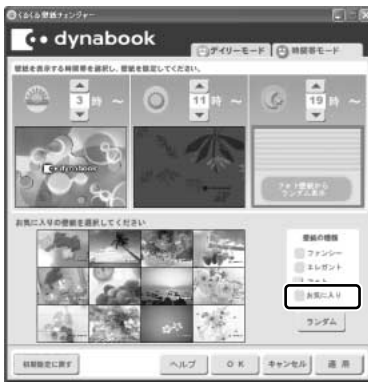 くるくる壁紙チェンジャー
dynabook
デイリーモード
時間帯モード
壁紙を表示する時間帯を選択し、壁紙を設定してください。
3 時 ～
11 時 ～
19 時 ～
dynabook
フォト壁紙から
ランダム表示
お気に入りの壁紙を選択してください
壁紙の種類
ファンシー
エレガント
フォト
お気に入り
ランダム
初期設定に戻す
ヘルプ
OK
キャンセル
適用